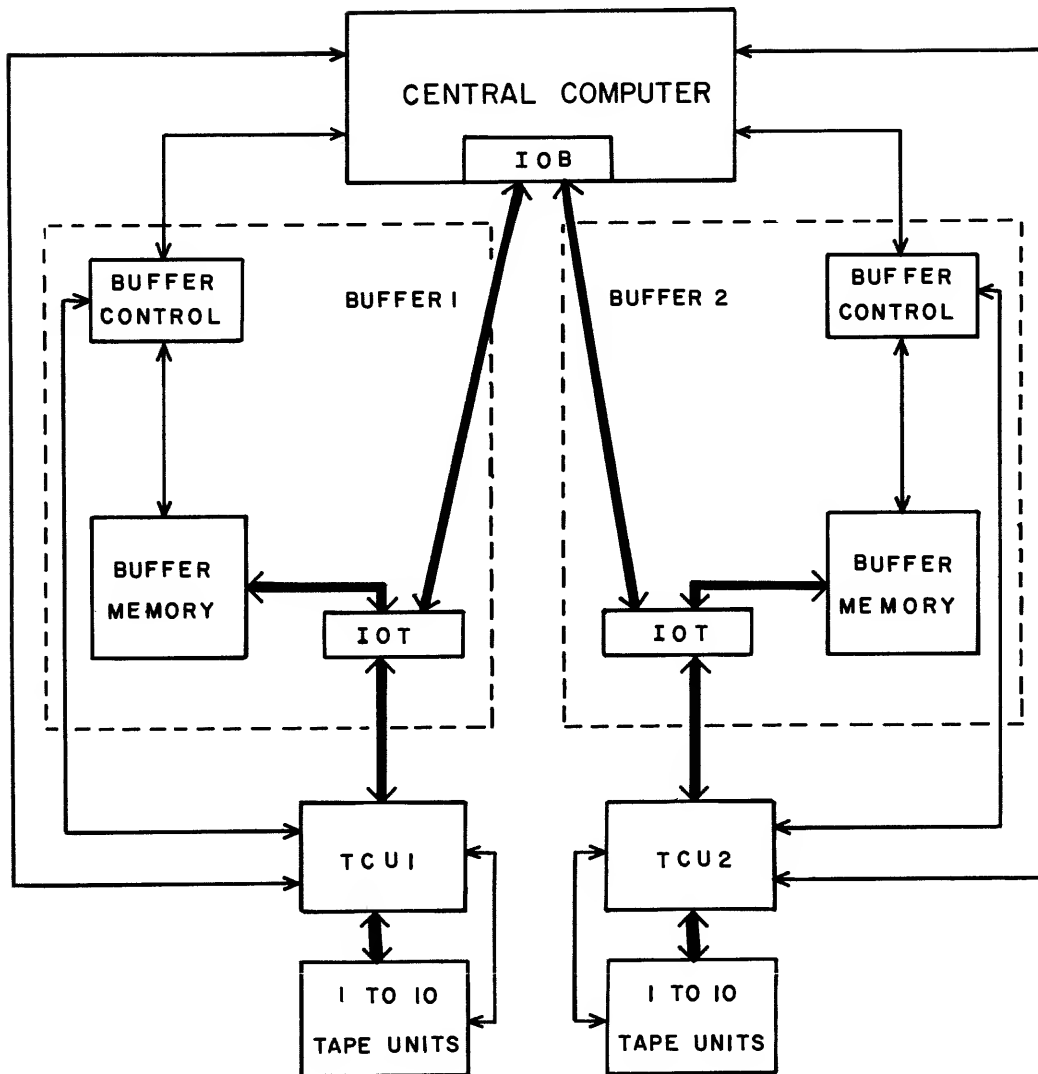 CENTRAL COMPUTER
IOB
BUFFER
CONTROL
BUFFER 1
BUFFER 2
BUFFER
CONTROL
BUFFER
MEMORY
IOT
IOT
BUFFER
MEMORY
TCU1
TCU2
1 TO 10
TAPE UNITS
1 TO 10
TAPE UNITS